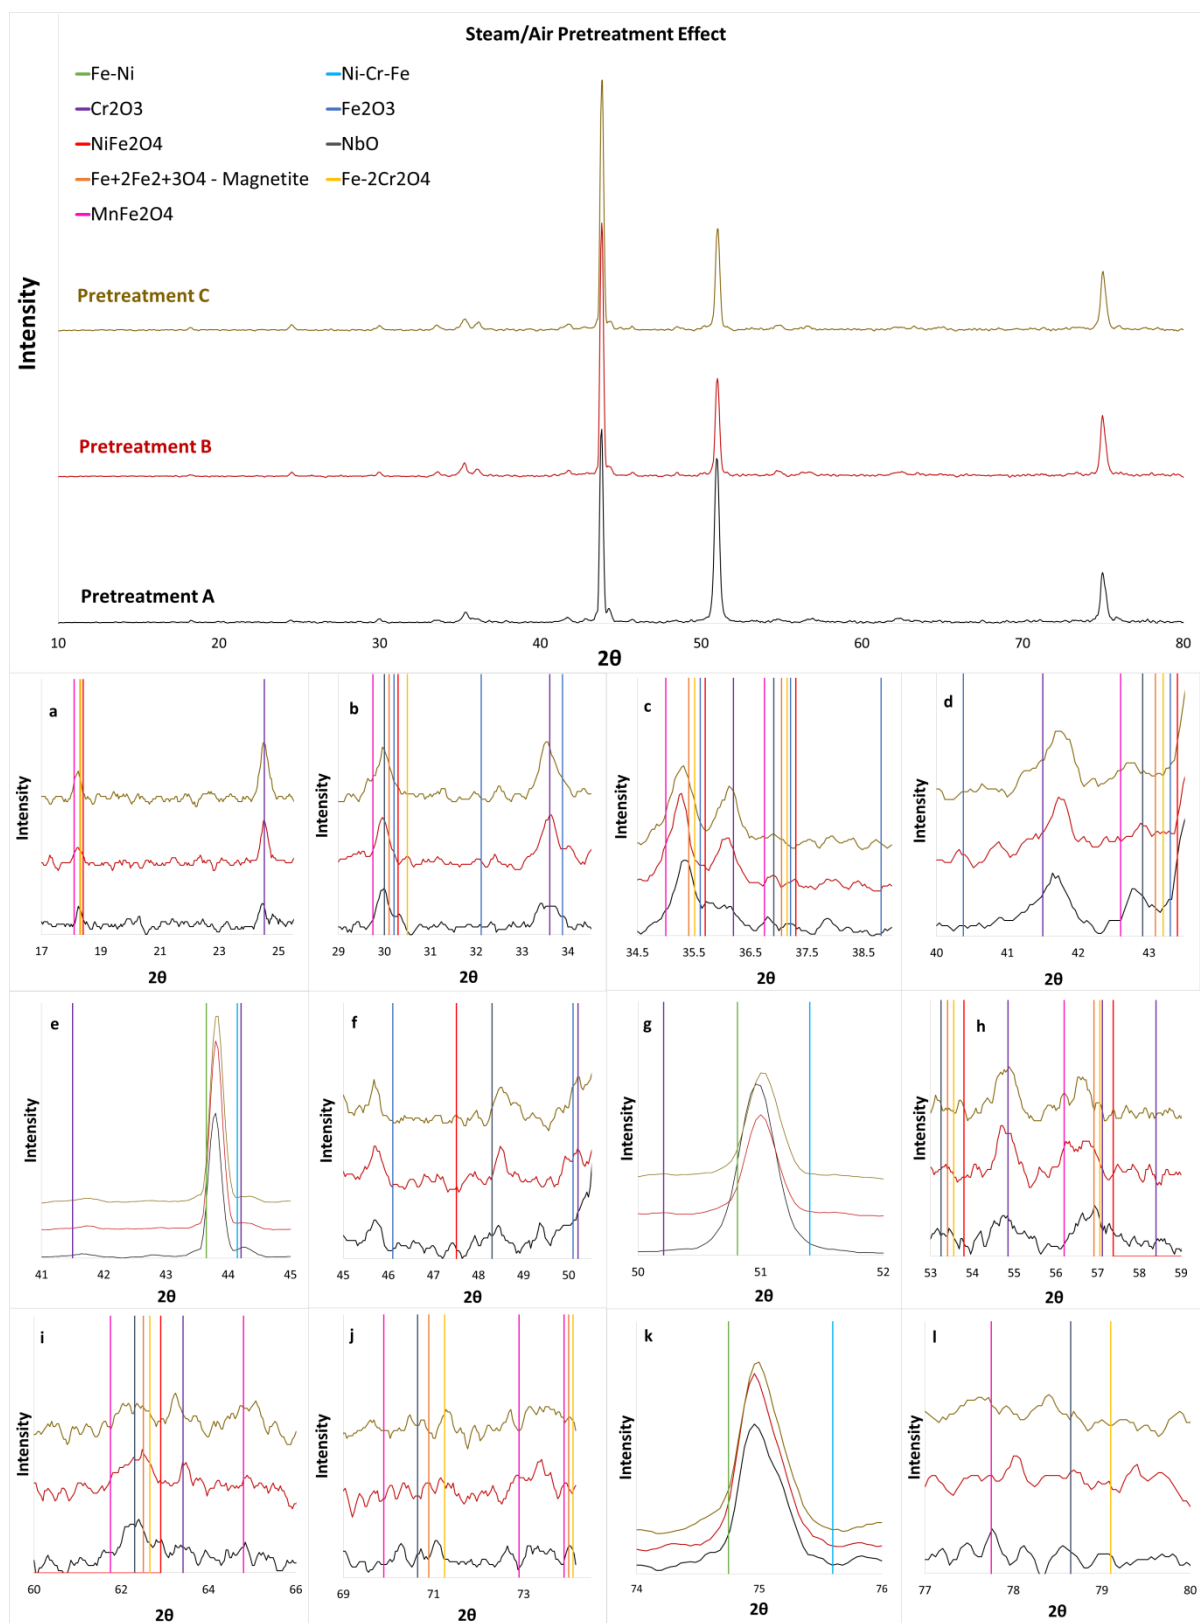 Steam/Air Pretreatment Effect
Fe-Ni Ni-Cr-Fe
Cr2O3 Fe2O3
NiFe2O4 NbO
Fe+2Fe2+3O4 - Magnetite Fe-2Cr2O4
MnFe2O4
Intensity
Pretreatment C
Pretreatment B
Pretreatment A
10 20 30 40 50 60 70 80
2θ
a
Intensity
17 19 21 23 25
2θ
b
Intensity
29 30 31 32 33 34
2θ
c
Intensity
34.5 35.5 36.5 37.5 38.5
2θ
d
Intensity
40 41 42 43
2θ
e
Intensity
41 42 43 44 45
2θ
f
Intensity
45 46 47 48 49 50
2θ
g
Intensity
50 51 52
2θ
h
Intensity
53 54 55 56 57 58 59
2θ
i
Intensity
60 62 64 66
2θ
j
Intensity
69 71 73
2θ
k
Intensity
74 75 76
2θ
l
Intensity
77 78 79 80
2θ